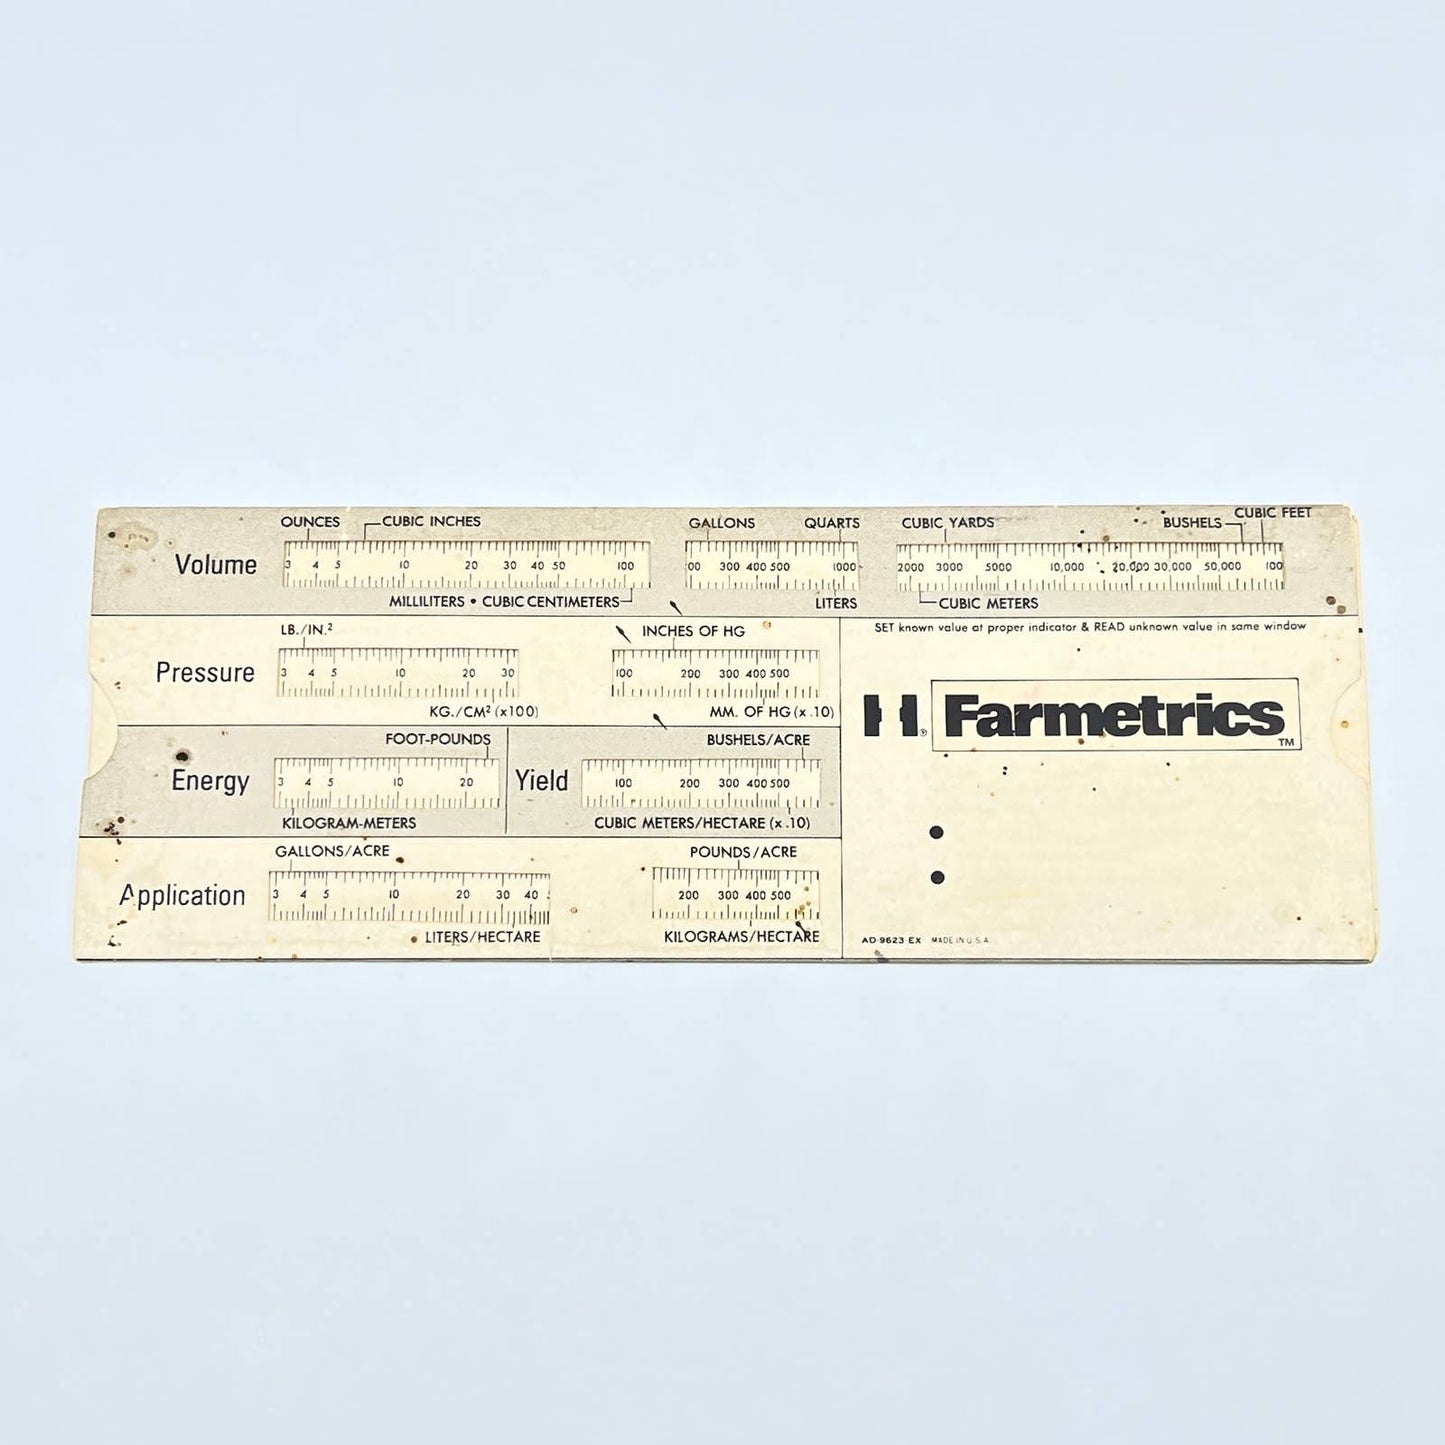 OUNCES CUBIC INCHES GALLONS QUARTS CUBIC YARDS BUSHELS CUBIC FEET
Volume
3 4 5 10 20 30 40 50 100
00 300 400 500 1000
2000 3000 5000 10,000 20,000 30,000 50,000 100
MILLILITERS • CUBIC CENTIMETERS LITERS CUBIC METERS
SET known value at proper indicator & READ unknown value in same window
LB./IN.² INCHES OF HG
Pressure
3 4 5 10 20 30
100 200 300 400 500
KG./CM² (x100) MM. OF HG (x .10)
H® Farmetrics™
FOOT-POUNDS BUSHELS/ACRE
Energy
3 4 5 10 20
Yield
100 200 300 400 500
KILOGRAM-METERS CUBIC METERS/HECTARE (x .10)
GALLONS/ACRE POUNDS/ACRE
Application
3 4 5 10 20 30 40
200 300 400 500
LITERS/HECTARE KILOGRAMS/HECTARE
AD-9623-EX MADE IN U.S.A.